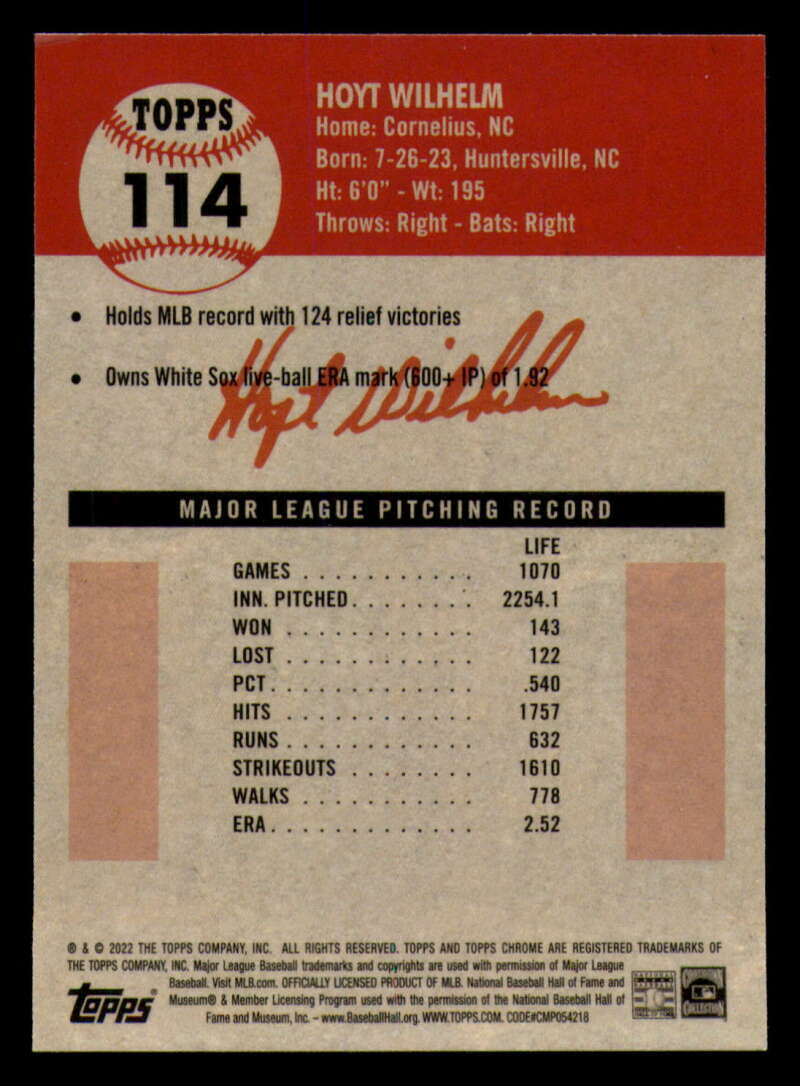 TOPPS
114
HOYT WILHELM
Home: Cornelius, NC
Born: 7-26-23, Huntersville, NC
Ht: 6'0" - Wt: 195
Throws: Right - Bats: Right
• Holds MLB record with 124 relief victories
• Owns White Sox live-ball ERA mark (600+ IP) of 1.92
Hoyt Wilhelm
MAJOR LEAGUE PITCHING RECORD
LIFE
GAMES . . . . . . . . . . . 1070
INN. PITCHED. . . . . . . . 2254.1
WON . . . . . . . . . . . . 143
LOST . . . . . . . . . . . . 122
PCT. . . . . . . . . . . . . .540
HITS . . . . . . . . . . . . 1757
RUNS . . . . . . . . . . . . 632
STRIKEOUTS . . . . . . . . 1610
WALKS . . . . . . . . . . . 778
ERA. . . . . . . . . . . . . 2.52
® & © 2022 THE TOPPS COMPANY, INC. ALL RIGHTS RESERVED. TOPPS AND TOPPS CHROME ARE REGISTERED TRADEMARKS OF
THE TOPPS COMPANY, INC. Major League Baseball trademarks and copyrights are used with permission of Major League
Baseball. Visit MLB.com. OFFICIALLY LICENSED PRODUCT OF MLB. National Baseball Hall of Fame and
Museum® & Member Licensing Program used with the permission of the National Baseball Hall of
Fame and Museum, Inc. – www.BaseballHall.org. WWW.TOPPS.COM. CODE#CMP054218
Topps®